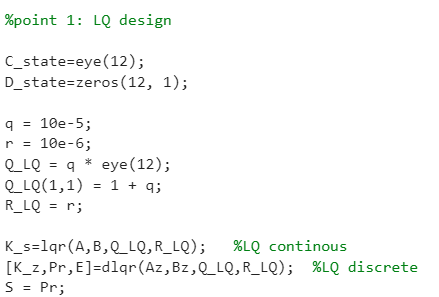 %point 1: LQ design
C_state=eye(12);
D_state=zeros(12, 1);
q = 10e-5;
r = 10e-6;
Q_LQ = q * eye(12);
Q_LQ(1,1) = 1 + q;
R_LQ = r;
K_s=lqr(A,B,Q_LQ,R_LQ);   %LQ continous
[K_z,Pr,E]=dlqr(Az,Bz,Q_LQ,R_LQ);  %LQ discrete
S = Pr;